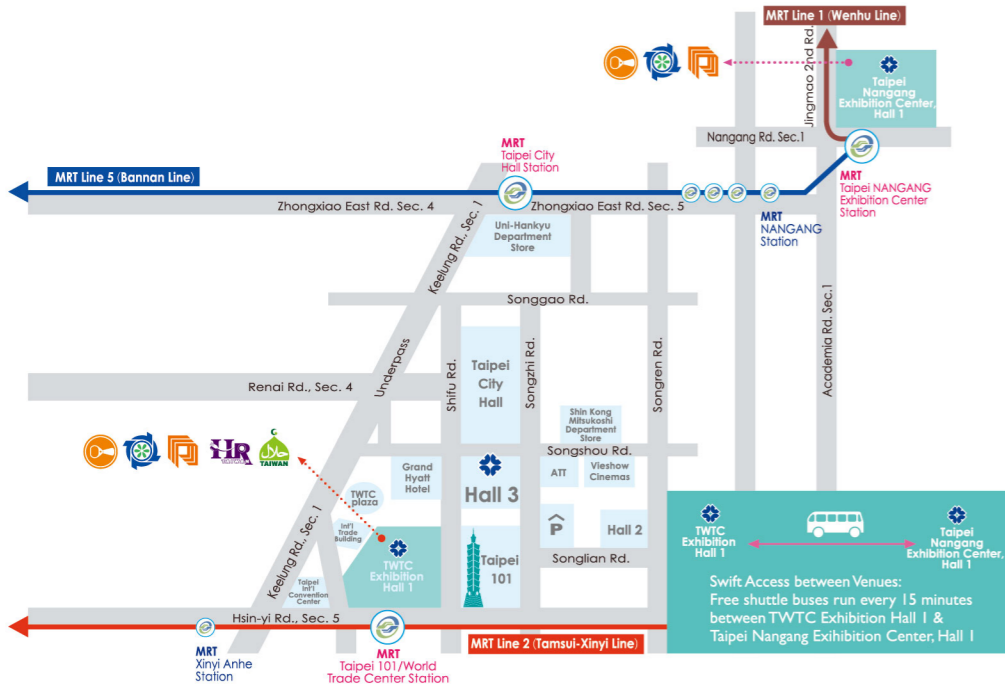 MRT Line 1 (Wenhu Line)
Jingmao 2nd Rd.
Taipei
Nangang
Exhibition Center,
Hall 1
Nangang Rd. Sec.1
MRT
Taipei City
Hall Station
MRT
Taipei NANGANG
Exhibition Center
Station
MRT Line 5 (Bannan Line)
Zhongxiao East Rd. Sec. 4
Zhongxiao East Rd. Sec. 5
MRT
NANGANG
Station
Uni-Hankyu
Department
Store
Keelung Rd., Sec. 1
Songgao Rd.
Underpass
Shifu Rd.
Songzhi Rd.
Songren Rd.
Academia Rd. Sec.1
Taipei
City
Hall
Renai Rd., Sec. 4
Shin Kong
Mitsukoshi
Department
Store
Songshou Rd.
HR
حلال
TAIWAN
Grand
Hyatt
Hotel
Hall 3
ATT
Vieshow
Cinemas
TWTC
plaza
Int'l
Trade
Building
P
Hall 2
Keelung Rd., Sec. 1
TWTC
Exhibition
Hall 1
Taipei
101
Songlian Rd.
Taipei
Int'l
Convention
Center
Hsin-yi Rd., Sec. 5
MRT Line 2 (Tamsui-Xinyi Line)
MRT
Xinyi Anhe
Station
MRT
Taipei 101/World
Trade Center Station
TWTC
Exhibition
Hall 1
Taipei
Nangang
Exhibition Center,
Hall 1
Swift Access between Venues:
Free shuttle buses run every 15 minutes
between TWTC Exhibition Hall 1 &
Taipei Nangang Exihibition Center, Hall 1